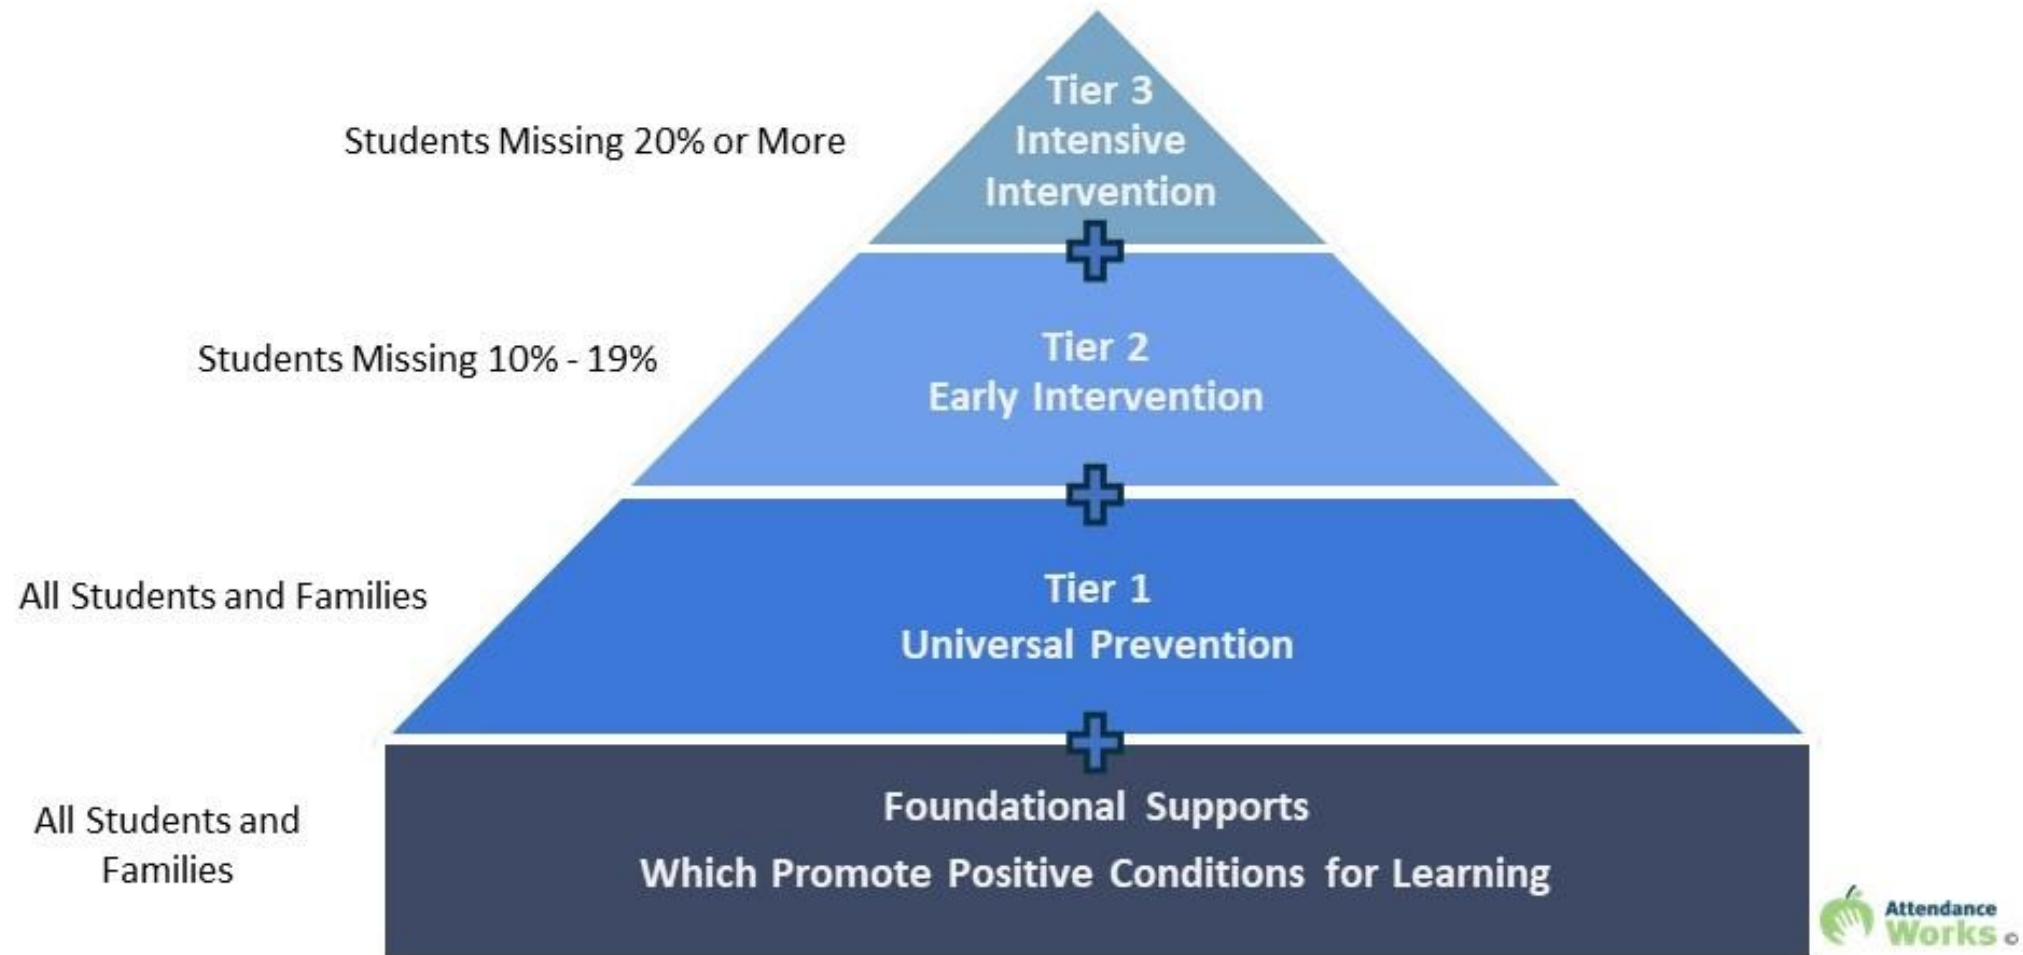 Tier 3
Intensive
Intervention
Students Missing 20% or More
Tier 2
Early Intervention
Students Missing 10% - 19%
Tier 1
Universal Prevention
All Students and Families
Foundational Supports
Which Promote Positive Conditions for Learning
All Students and
Families
Attendance
Works ©